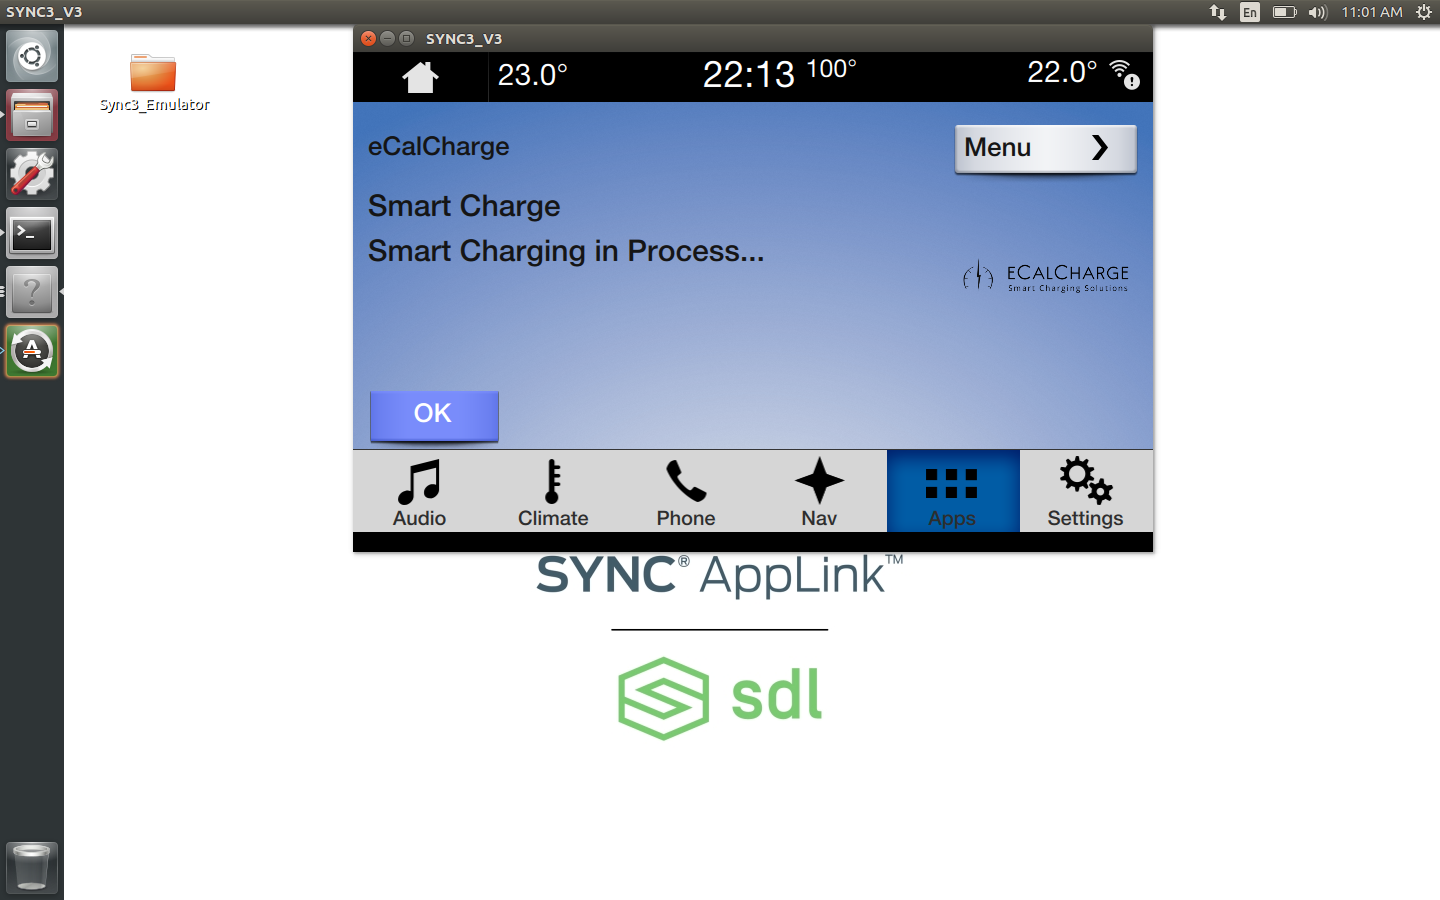 SYNC3_V3
En
11:01 AM
Sync3_Emulator
SYNC3_V3
23.0°
22:13
100°
22.0°
eCalCharge
Menu
Smart Charge
Smart Charging in Process...
ECALCHARGE
Smart Charging Solutions
OK
Audio
Climate
Phone
Nav
Apps
Settings
SYNC® AppLink™
sdl